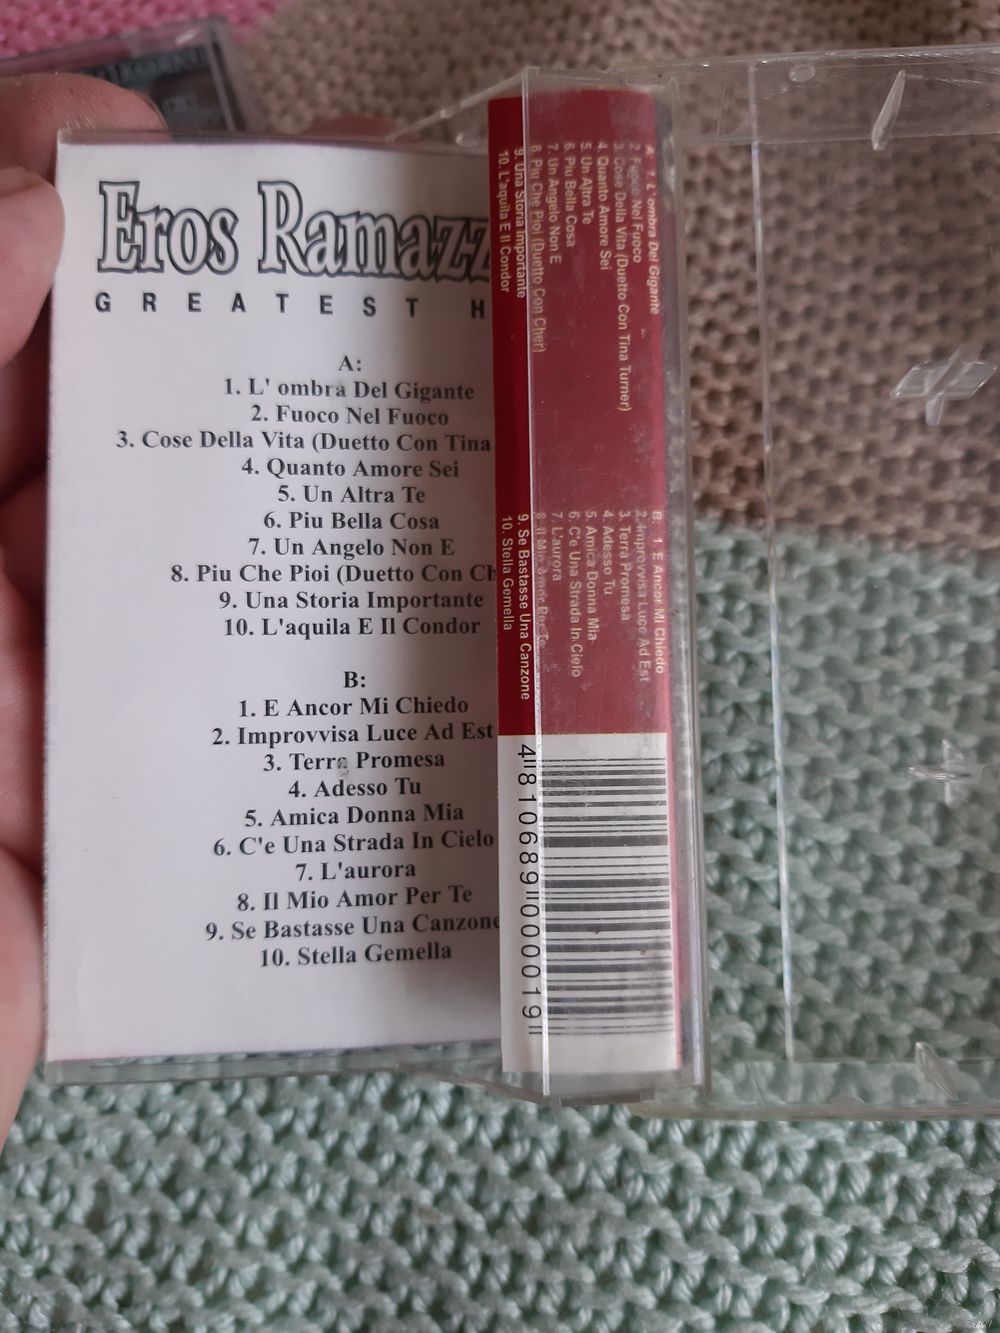 Eros Ramazz
GREATEST H
A:
1. L' ombra Del Gigante
2. Fuoco Nel Fuoco
3. Cose Della Vita (Duetto Con Tina
4. Quanto Amore Sei
5. Un Altra Te
6. Piu Bella Cosa
7. Un Angelo Non E
8. Piu Che Pioi (Duetto Con Ch
9. Una Storia Importante
10. L'aquila E Il Condor
B:
1. E Ancor Mi Chiedo
2. Improvvisa Luce Ad Est
3. Terra Promesa
4. Adesso Tu
5. Amica Donna Mia
6. C'e Una Strada In Cielo
7. L'aurora
8. Il Mio Amor Per Te
9. Se Bastasse Una Canzone
10. Stella Gemella
A 1. L'ombra Del Gigante
2. Fuoco Nel Fuoco
3. Cose Della Vita (Duetto Con Tina Turner)
4. Quanto Amore Sei
5. Un Altra Te
6. Piu Bella Cosa
7. Un Angelo Non E
8. Piu Che Pioi (Duetto Con Cher)
9. Una Storia Importante
10. L'aquila E Il Condor
B: 1. E Ancor Mi Chiedo
2. Improvvisa Luce Ad Est
3. Terra Promesa
4. Adesso Tu
5. Amica Donna Mia
6. C'e Una Strada In Cielo
7. L'aurora
8. Il Mio Amor Per Te
9. Se Bastasse Una Canzone
10. Stella Gemella
4 810689 000019